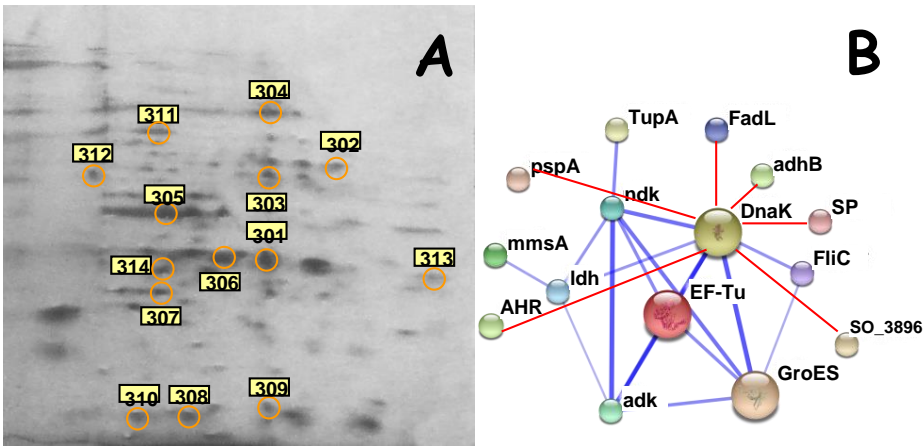 A
304
311
302
312
303
305
301
314
306
313
307
309
310
308
B
TupA
FadL
adhB
pspA
ndk
DnaK
SP
mmsA
FliC
ldh
EF-Tu
AHR
SO_3896
GroES
adk